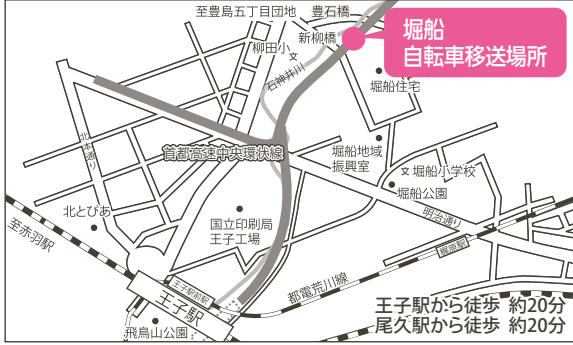 至豊島五丁目団地
豊石橋
新柳橋
柳田小
文
石神井川
堀船
自転車移送場所
堀船住宅
北本通り
首都高速中央環状線
堀船地域
振興室
文 堀船小学校
堀船公園
明治通り
北とぴあ
国立印刷局
王子工場
至赤羽駅
梶原駅
都電荒川線
王子駅前駅
王子駅
飛鳥山公園
王子駅から徒歩 約20分
尾久駅から徒歩 約20分